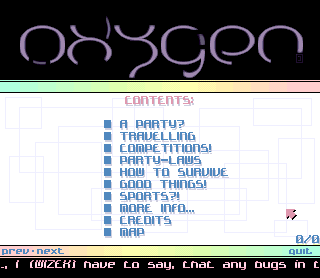 oxygen
CONTENTS:
A PARTY?
TRAVELLING
COMPETITIONS!
PARTY-LAWS
HOW TO SURVIVE
GOOD THINGS!
SPORTS?!
MORE INFO...
CREDITS
MAP
0/0
prev·next quit
., I (WIZEX) have to say, that any bugs in